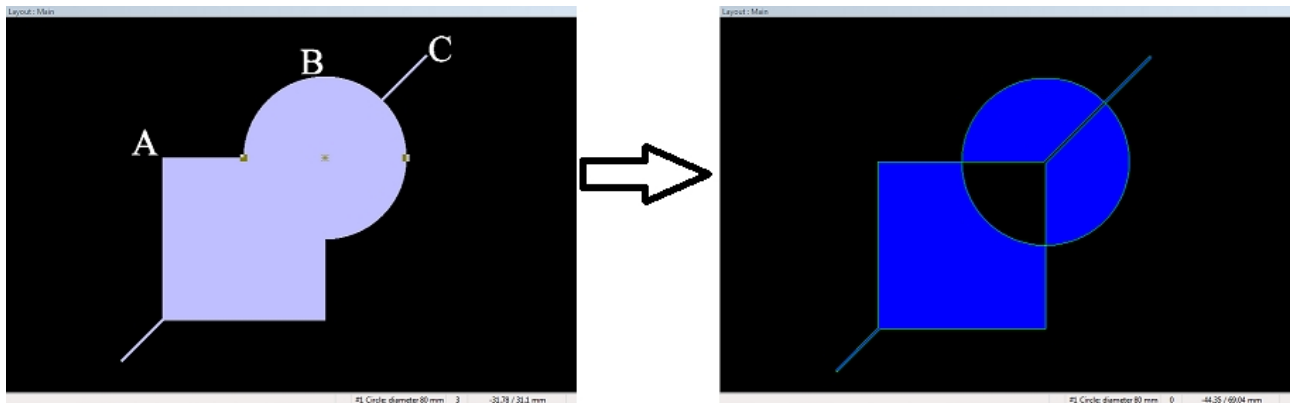 Layout : Main
Layout : Main
C
B
A
#1 Circle: diameter 80 mm 3 -31.78 / 31.1 mm
#1 Circle: diameter 80 mm 0 -44.35 / 69.04 mm